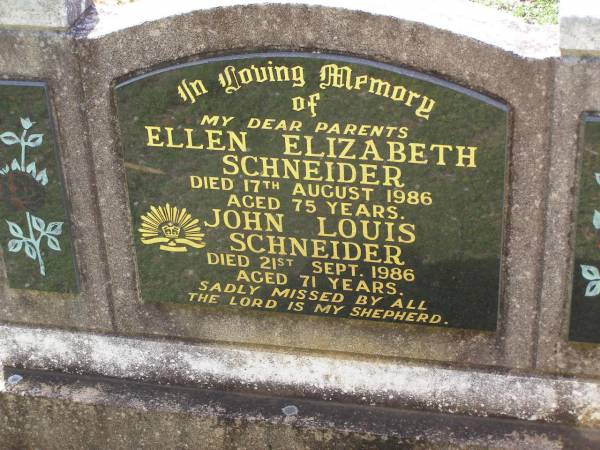 In Loving Memory
of
MY DEAR PARENTS
ELLEN ELIZABETH
SCHNEIDER
DIED 17TH AUGUST 1986
AGED 75 YEARS.
JOHN LOUIS
SCHNEIDER
DIED 21ST SEPT. 1986
AGED 71 YEARS.
SADLY MISSED BY ALL
THE LORD IS MY SHEPHERD.